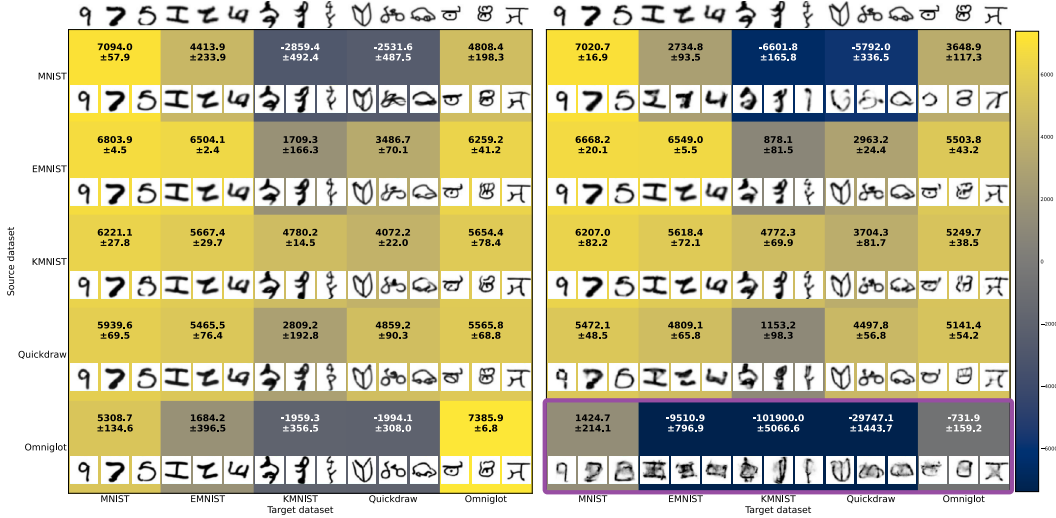 7094.0 4413.9 -2859.4 -2531.6 4808.4 7020.7 2734.8 -6601.8 -5792.0 3648.9
±57.9 ±233.9 ±492.4 ±487.5 ±198.3 ±16.9 ±93.5 ±165.8 ±336.5 ±117.3
MNIST
6803.9 6504.1 1709.3 3486.7 6259.2 6668.2 6549.0 878.1 2963.2 5503.8
±4.5 ±2.4 ±166.3 ±70.1 ±41.2 ±20.1 ±5.5 ±81.5 ±24.4 ±43.2
EMNIST
6221.1 5667.4 4780.2 4072.2 5654.4 6207.0 5618.4 4772.3 3704.3 5249.7
±27.8 ±29.7 ±14.5 ±22.0 ±78.4 ±82.2 ±72.1 ±69.9 ±81.7 ±38.5
KMNIST
Source dataset
5939.6 5465.5 2809.2 4859.2 5565.8 5472.1 4809.1 1153.2 4497.8 5141.4
±69.5 ±76.4 ±192.8 ±90.3 ±68.8 ±48.5 ±65.8 ±98.3 ±56.8 ±54.4
Quickdraw
5308.7 1684.2 -1959.3 -1994.1 7385.9 1424.7 -9510.9 -101900.0 -29747.1 -731.9
±134.6 ±396.5 ±356.5 ±308.0 ±6.8 ±214.1 ±796.9 ±5066.6 ±1443.7 ±159.2
Omniglot
MNIST EMNIST KMNIST Quickdraw Omniglot MNIST EMNIST KMNIST Quickdraw Omniglot
Target dataset Target dataset
6000
4000
2000
0
-2000
-4000
-6000